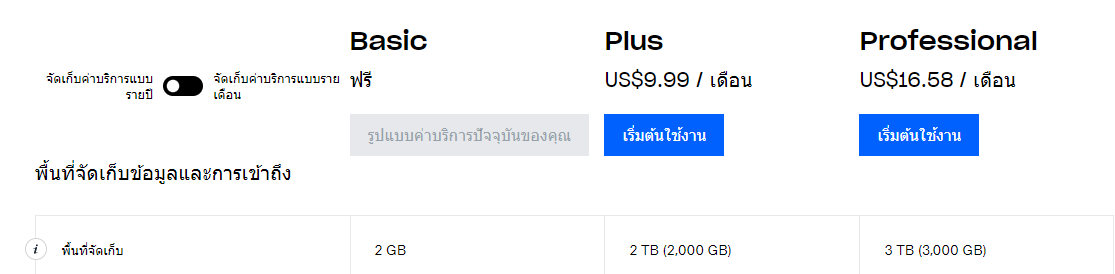 Basic
Plus
Professional
จัดเก็บค่าบริการแบบ
รายปี
จัดเก็บค่าบริการแบบราย
เดือน
ฟรี
US$9.99 / เดือน
US$16.58 / เดือน
รูปแบบค่าบริการปัจจุบันของคุณ
เริ่มต้นใช้งาน
เริ่มต้นใช้งาน
พื้นที่จัดเก็บข้อมูลและการเข้าถึง
i
พื้นที่จัดเก็บ
2 GB
2 TB (2,000 GB)
3 TB (3,000 GB)